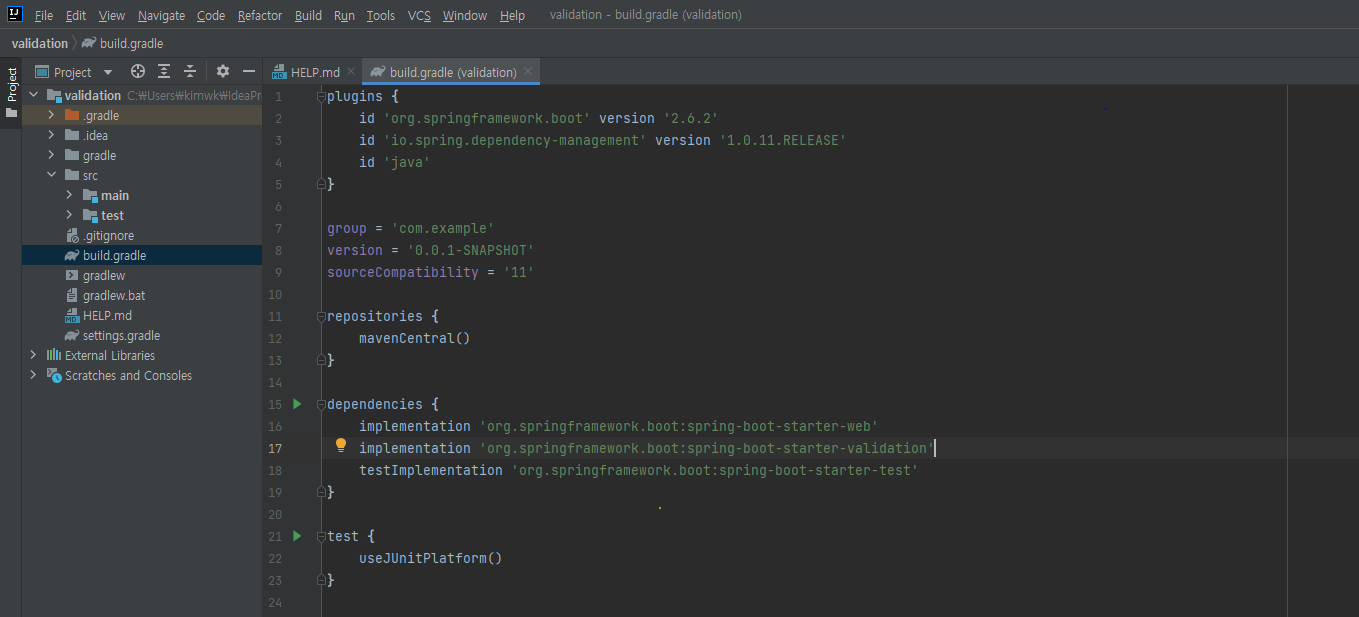 File Edit View Navigate Code Refactor Build Run Tools VCS Window Help validation - build.gradle (validation)
validation build.gradle
Project
Project HELP.md build.gradle (validation)
validation C:₩Users₩kimwk₩IdeaPr
.gradle
.idea
gradle
src
main
test
.gitignore
build.gradle
gradlew
gradlew.bat
HELP.md
settings.gradle
External Libraries
Scratches and Consoles
1 plugins {
2 id 'org.springframework.boot' version '2.6.2'
3 id 'io.spring.dependency-management' version '1.0.11.RELEASE'
4 id 'java'
5 }
6
7 group = 'com.example'
8 version = '0.0.1-SNAPSHOT'
9 sourceCompatibility = '11'
10
11 repositories {
12 mavenCentral()
13 }
14
15 dependencies {
16 implementation 'org.springframework.boot:spring-boot-starter-web'
17 implementation 'org.springframework.boot:spring-boot-starter-validation'
18 testImplementation 'org.springframework.boot:spring-boot-starter-test'
19 }
20
21 test {
22 useJUnitPlatform()
23 }
24